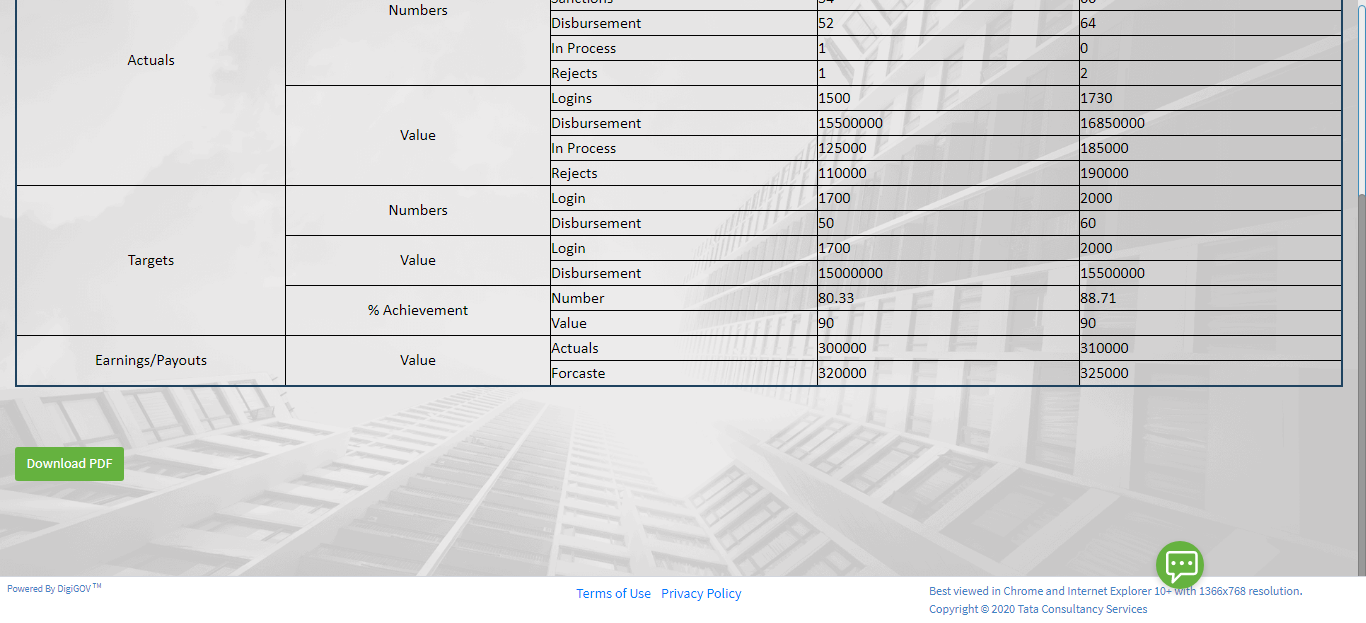 Numbers
Disbursement 52 64
In Process 1 0
Actuals
Rejects 1 2
Logins 1500 1730
Disbursement 15500000 16850000
Value
In Process 125000 185000
Rejects 110000 190000
Login 1700 2000
Numbers
Disbursement 50 60
Login 1700 2000
Targets Value
Disbursement 15000000 15500000
Number 80.33 88.71
% Achievement
Value 90 90
Actuals 300000 310000
Earnings/Payouts Value
Forcaste 320000 325000
Download PDF
Powered By DigiGOV TM
Terms of Use Privacy Policy
Best viewed in Chrome and Internet Explorer 10+ with 1366x768 resolution.
Copyright © 2020 Tata Consultancy Services